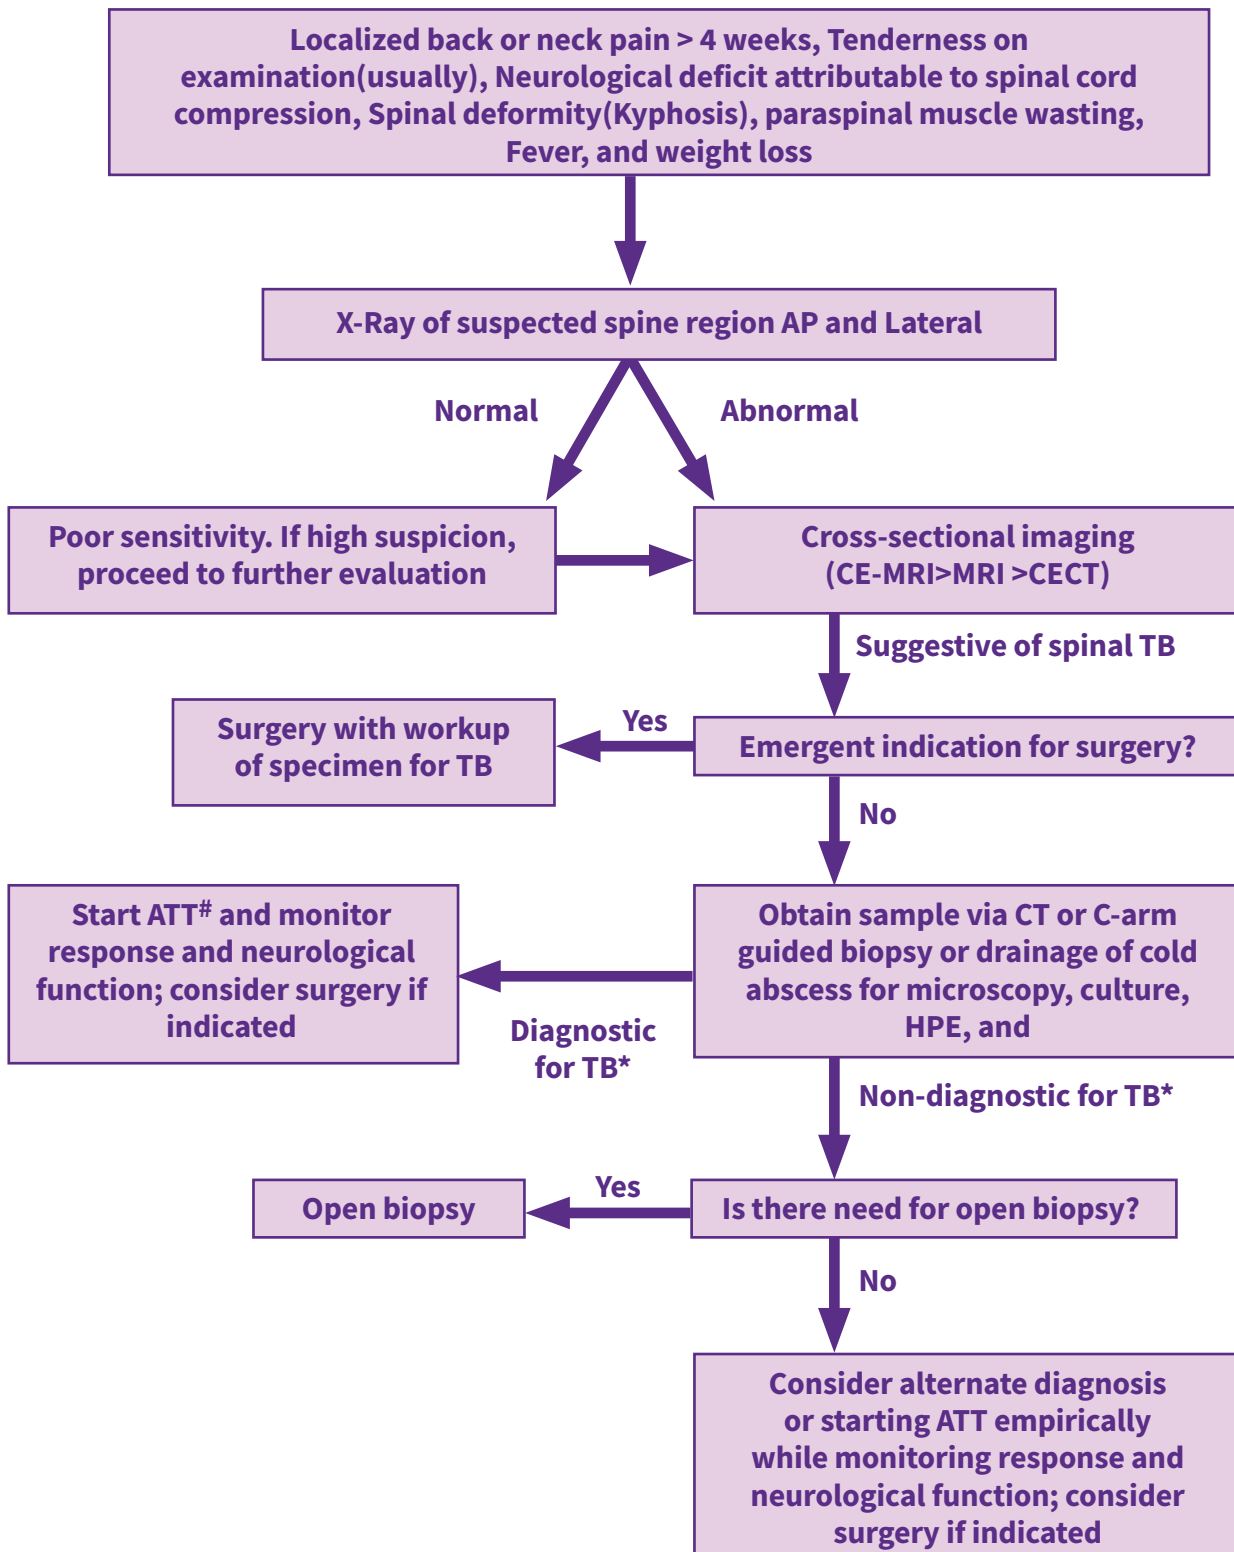 Localized back or neck pain > 4 weeks, Tenderness on
examination(usually), Neurological deficit attributable to spinal cord
compression, Spinal deformity(Kyphosis), paraspinal muscle wasting,
Fever, and weight loss
X-Ray of suspected spine region AP and Lateral
Normal
Abnormal
Poor sensitivity. If high suspicion,
proceed to further evaluation
Cross-sectional imaging
(CE-MRI>MRI >CECT)
Suggestive of spinal TB
Surgery with workup
of specimen for TB
Yes
Emergent indication for surgery?
No
Start ATT# and monitor
response and neurological
function; consider surgery if
indicated
Diagnostic
for TB*
Obtain sample via CT or C-arm
guided biopsy or drainage of cold
abscess for microscopy, culture,
HPE, and
Non-diagnostic for TB*
Open biopsy
Yes
Is there need for open biopsy?
No
Consider alternate diagnosis
or starting ATT empirically
while monitoring response and
neurological function; consider
surgery if indicated